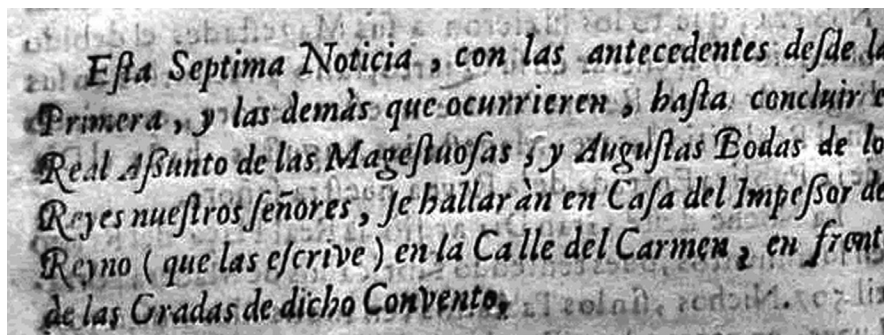 Eſta Septima Noticia, con las antecedentes deſde la
Primera, y las demàs que ocurrieren, haſta concluir e
Real Aſſunto de las Mageſtuoſas, y Auguſtas Bodas de lo
Reyes nueſtros ſeñores, ſe hallaràn en Caſa del Impeſſor de
Reyno (que las eſcrive) en la Calle del Carmen, en front
de las Gradas de dicho Convento,